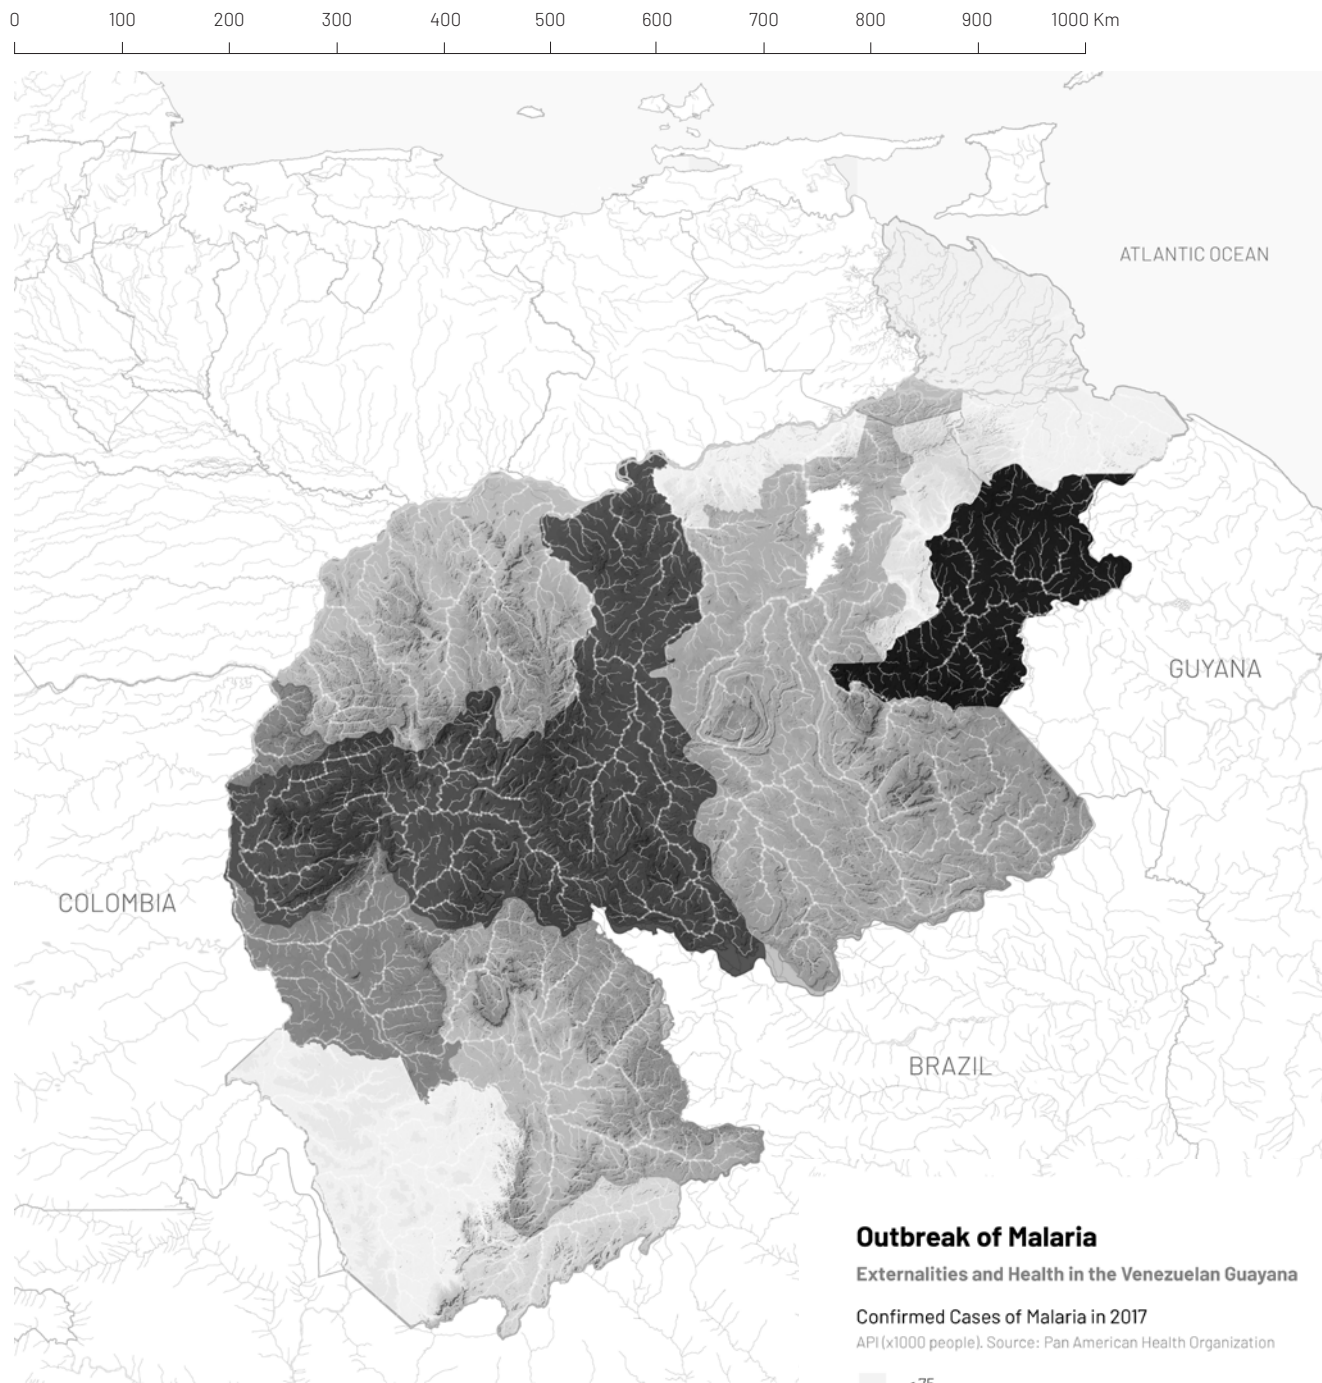 0 100 200 300 400 500 600 700 800 900 1000 Km
ATLANTIC OCEAN
GUYANA
COLOMBIA
BRAZIL
Outbreak of Malaria
Externalities and Health in the Venezuelan Guayana
Confirmed Cases of Malaria in 2017
API (x1000 people). Source: Pan American Health Organization